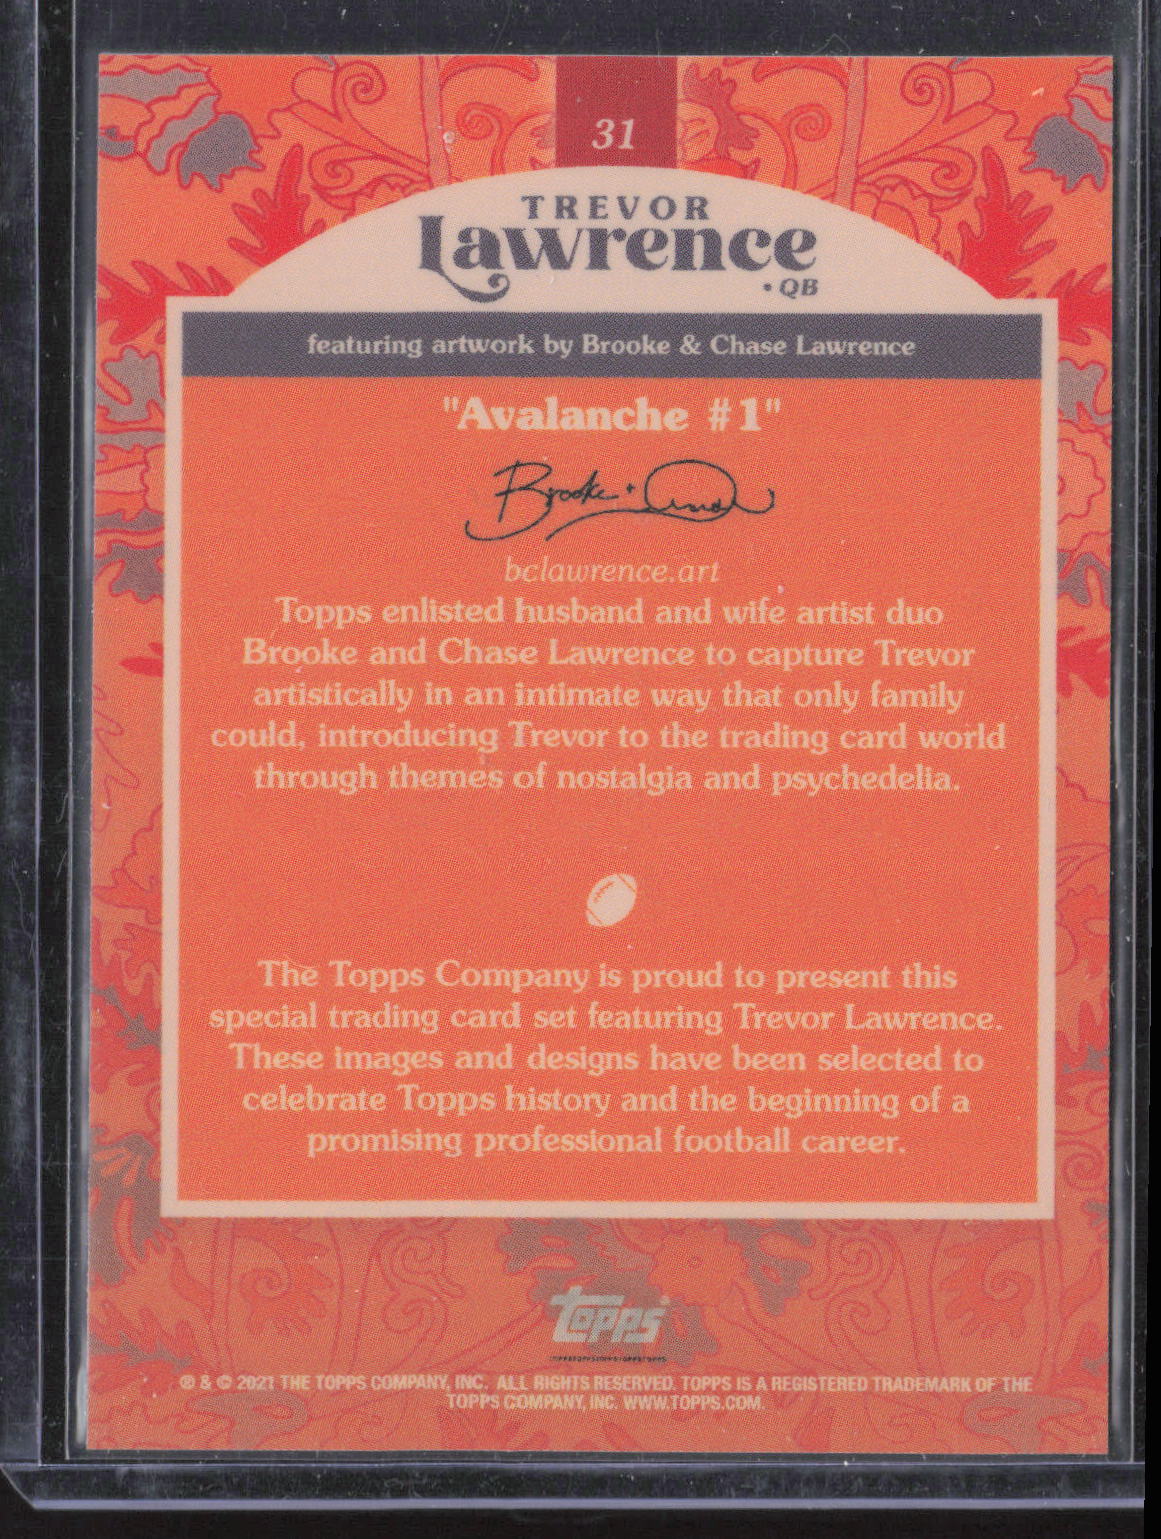 31
TREVOR
Lawrence
• QB
featuring artwork by Brooke & Chase Lawrence
"Avalanche #1"
Brooke + Chase
bclawrence.art
Topps enlisted husband and wife artist duo
Brooke and Chase Lawrence to capture Trevor
artistically in an intimate way that only family
could, introducing Trevor to the trading card world
through themes of nostalgia and psychedelia.
The Topps Company is proud to present this
special trading card set featuring Trevor Lawrence.
These images and designs have been selected to
celebrate Topps history and the beginning of a
promising professional football career.
topps
® & © 2021 THE TOPPS COMPANY, INC. ALL RIGHTS RESERVED. TOPPS IS A REGISTERED TRADEMARK OF THE
TOPPS COMPANY, INC. WWW.TOPPS.COM.